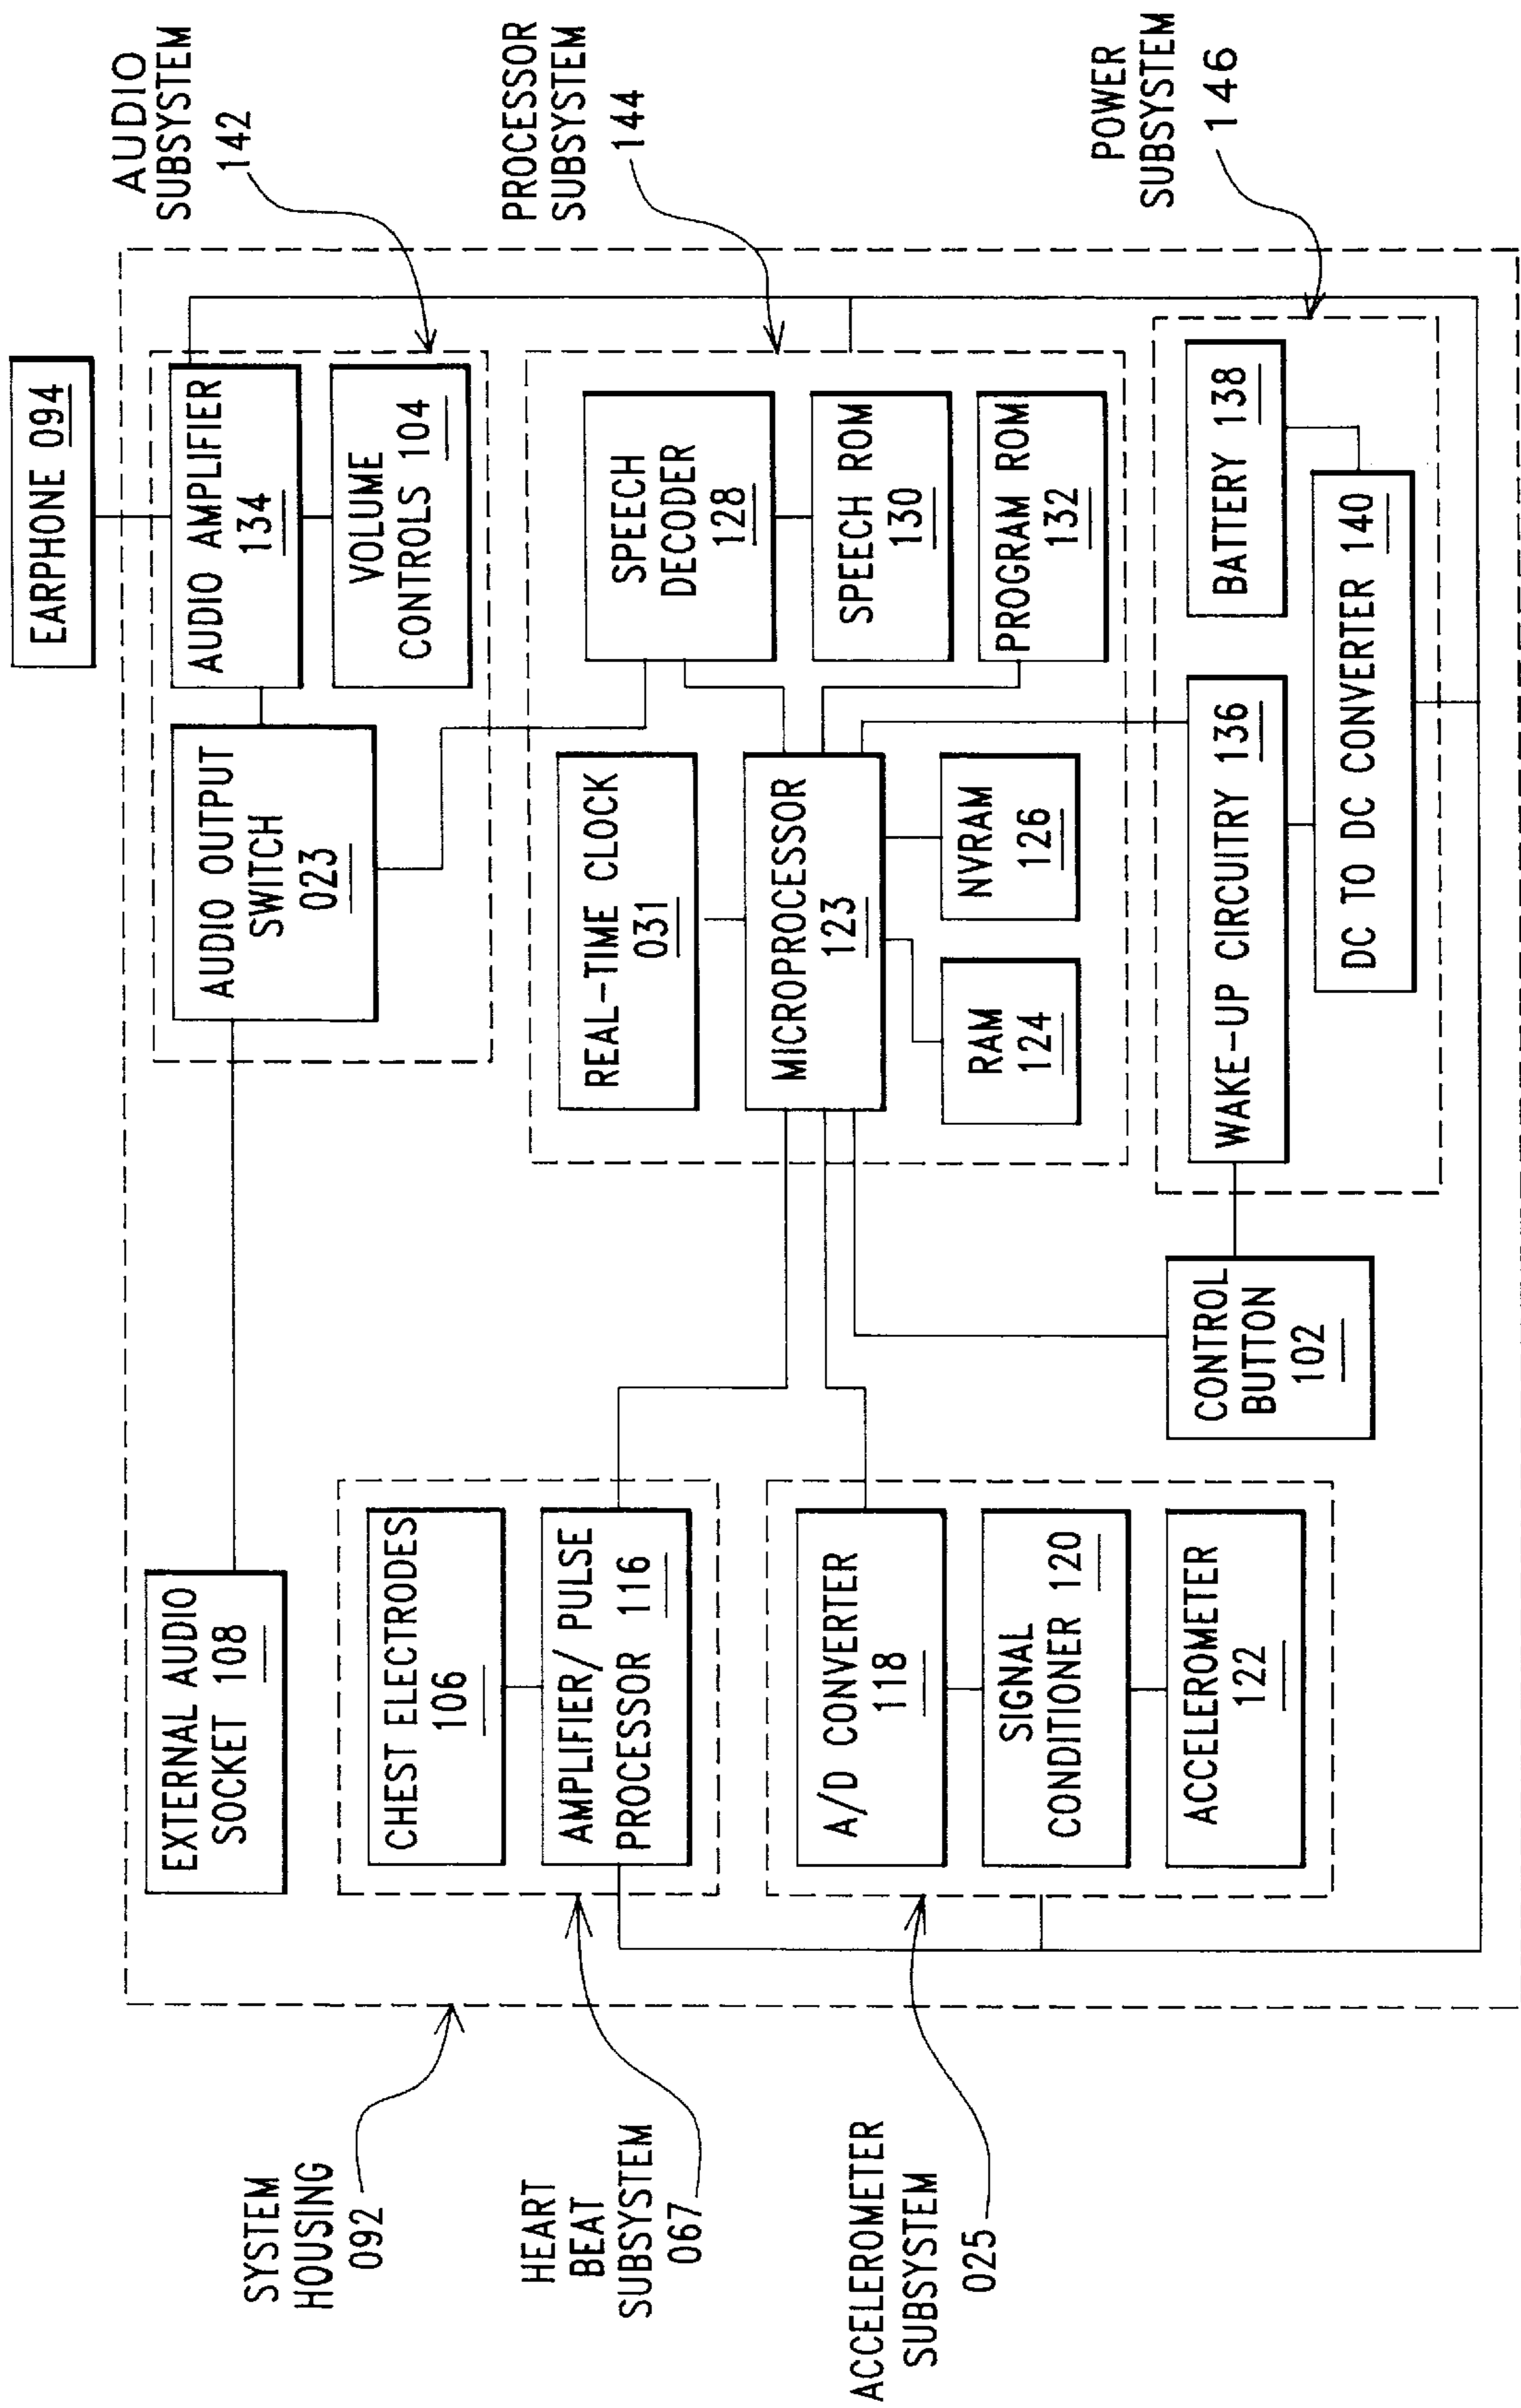 EARPHONE 094
AUDIO
SUBSYSTEM
142
EXTERNAL AUDIO
SOCKET 108
AUDIO OUTPUT
SWITCH
023
AUDIO AMPLIFIER
134
VOLUME
CONTROLS 104
SYSTEM
HOUSING
092
CHEST ELECTRODES
106
AMPLIFIER/PULSE
PROCESSOR 116
HEART
BEAT
SUBSYSTEM
067
REAL-TIME CLOCK
031
MICROPROCESSOR
123
RAM
124
NVRAM
126
SPEECH
DECODER
128
SPEECH ROM
130
PROGRAM ROM
132
PROCESSOR
SUBSYSTEM
144
A/D CONVERTER
118
SIGNAL
CONDITIONER 120
ACCELEROMETER
122
ACCELEROMETER
SUBSYSTEM
025
CONTROL
BUTTON
102
WAKE-UP CIRCUITRY 136
BATTERY 138
DC TO DC CONVERTER 140
POWER
SUBSYSTEM
146